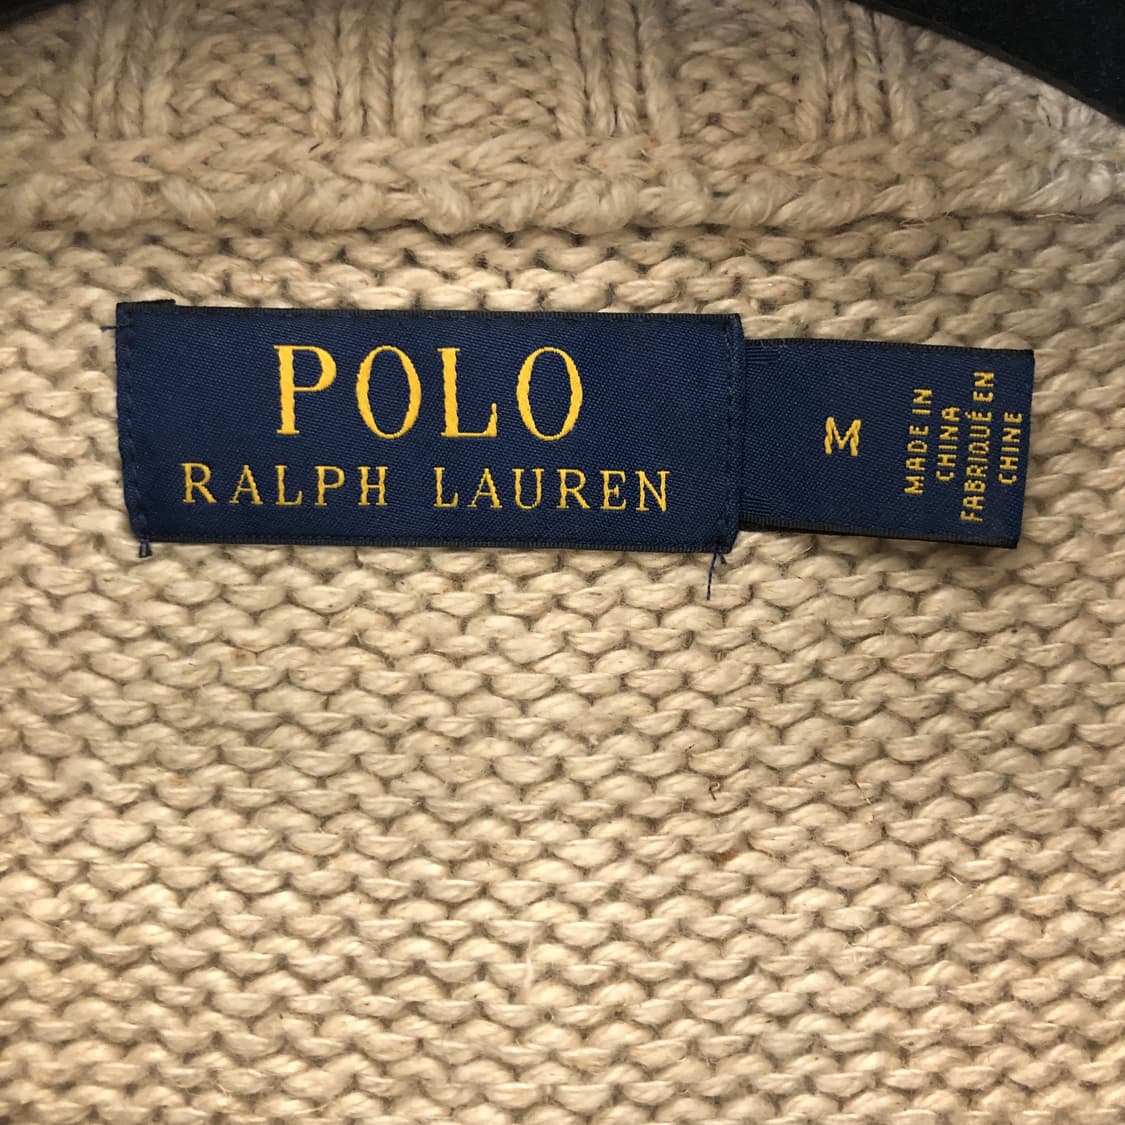 POLO
RALPH LAUREN
M
MADE IN
CHINA
FABRIQUÉ EN
CHINE